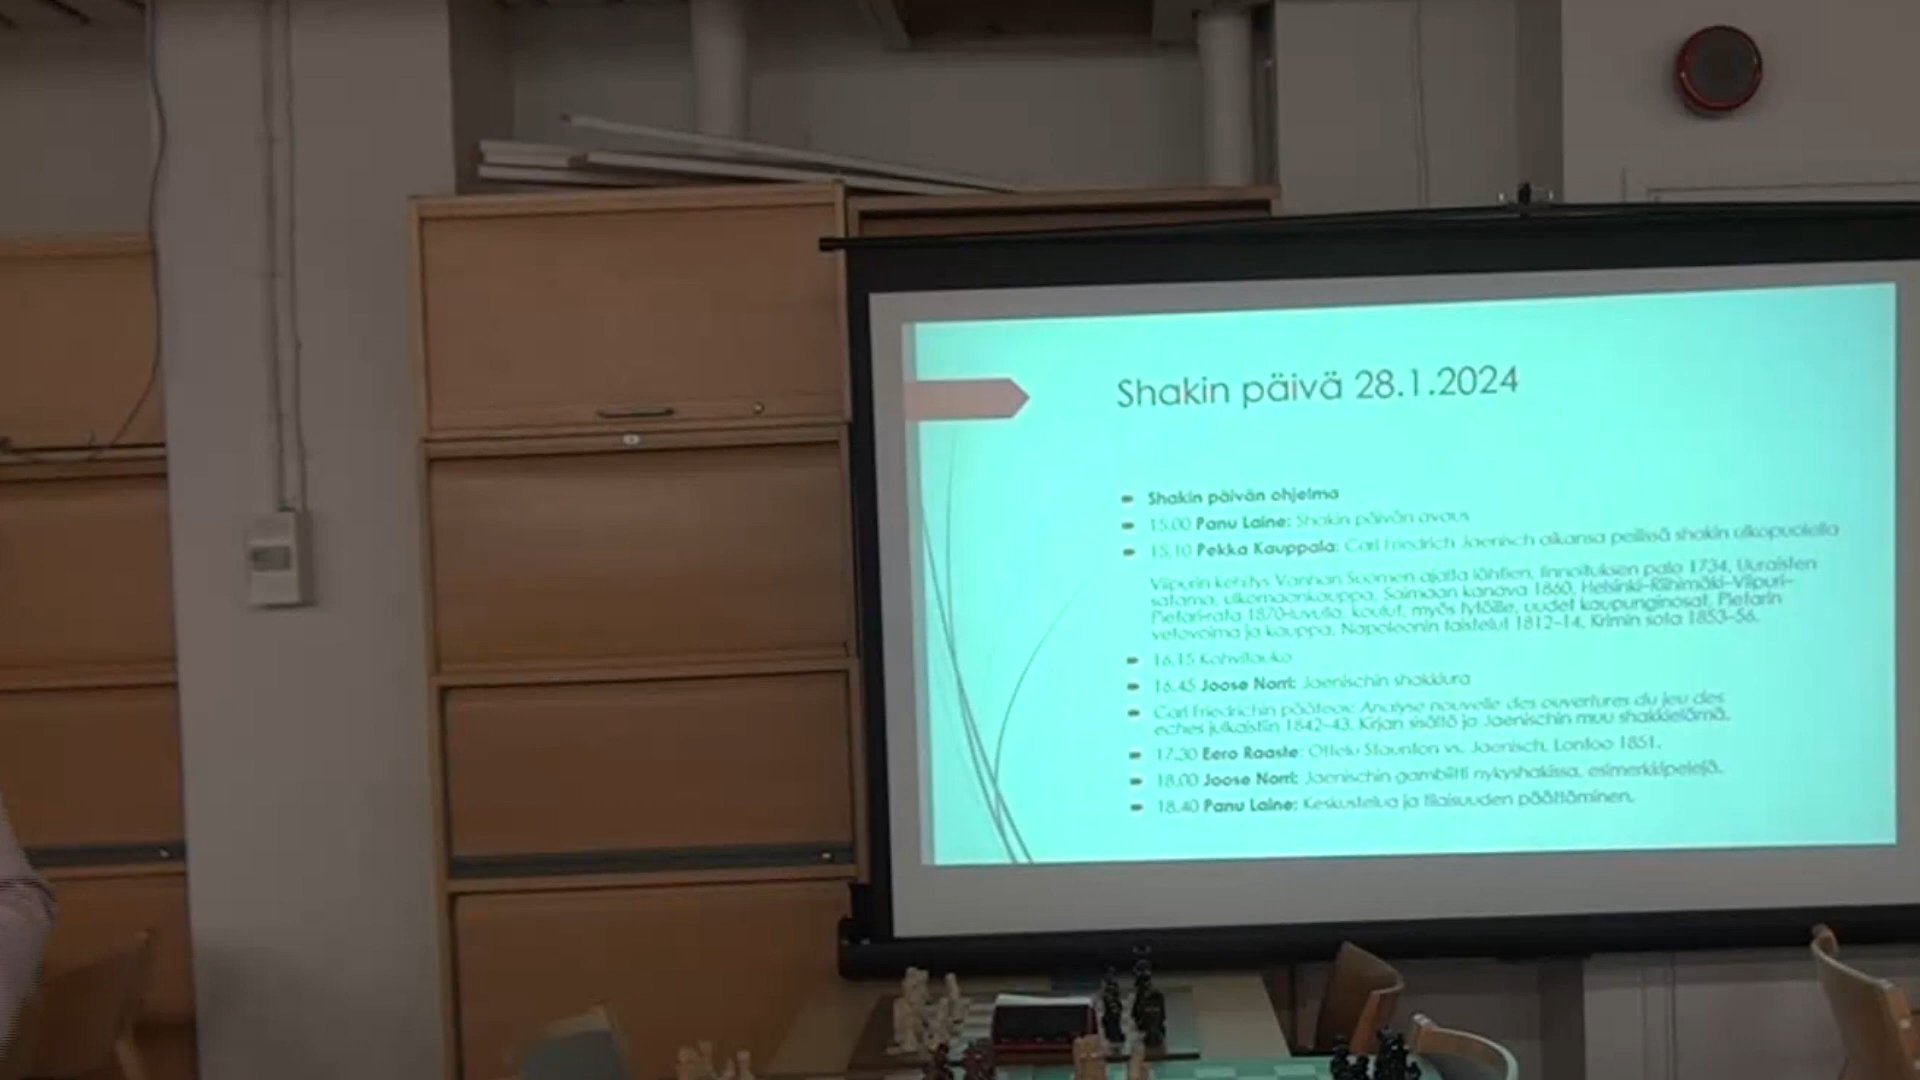 Shakin päivä 28.1.2024
Shakin päivän ohjelma
15.00 Panu Laine: Shakin päivän avaus
15.10 Pekka Kauppala: Carl Friedrich Jaenisch aikansa peilissä shakin ulkopuolella
Viipurin kehitys Vanhan Suomen ajoilta lähtien, linnoituksen palo 1734, Uuraisten
satama, ulkomaankauppa, Saimaan kanava 1860, Helsinki–Riihimäki–Viipuri–
Pietari-rata 1870-luvulla, koulut, myös tytöille, uudet kaupunginosat, Pietarin
vetovoima ja kauppa. Napoleonin taistelut 1812–14, Krimin sota 1853–56.
16.15 Kahvitauko
16.45 Joose Norri: Jaenischin shakkiura
Carl Friedrichin pääteos: Analyse nouvelle des ouvertures du jeu des
eches julkaistiin 1842–43. Kirjan sisältö ja Jaenischin muu shakkielämä.
17.30 Eero Raaste: Ottelu Staunton vs. Jaenisch, Lontoo 1851.
18.00 Joose Norri: Jaenischin gambiitti nykyshakissa, esimerkkipelejä.
18.40 Panu Laine: Keskustelua ja tilaisuuden päättäminen.